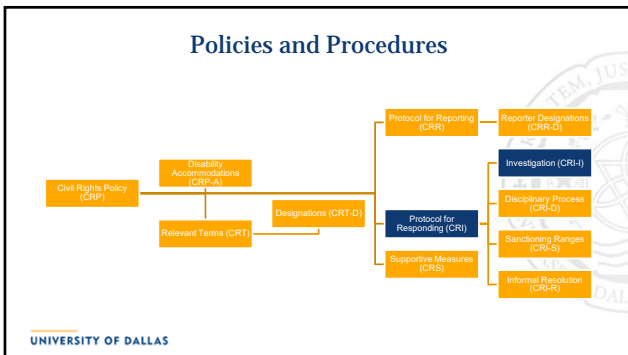 Policies and Procedures
Civil Rights Policy
(CRP)
Disability
Accommodations
(CRP-A)
Relevant Terms (CRT)
Designations (CRT-D)
Protocol for Reporting
(CRR)
Reporter Designations
(CRR-D)
Protocol for
Responding (CRI)
Investigation (CRI-I)
Disciplinary Process
(CRI-D)
Sanctioning Ranges
(CRI-S)
Informal Resolution
(CRI-R)
Supportive Measures
(CRS)
UNIVERSITY OF DALLAS